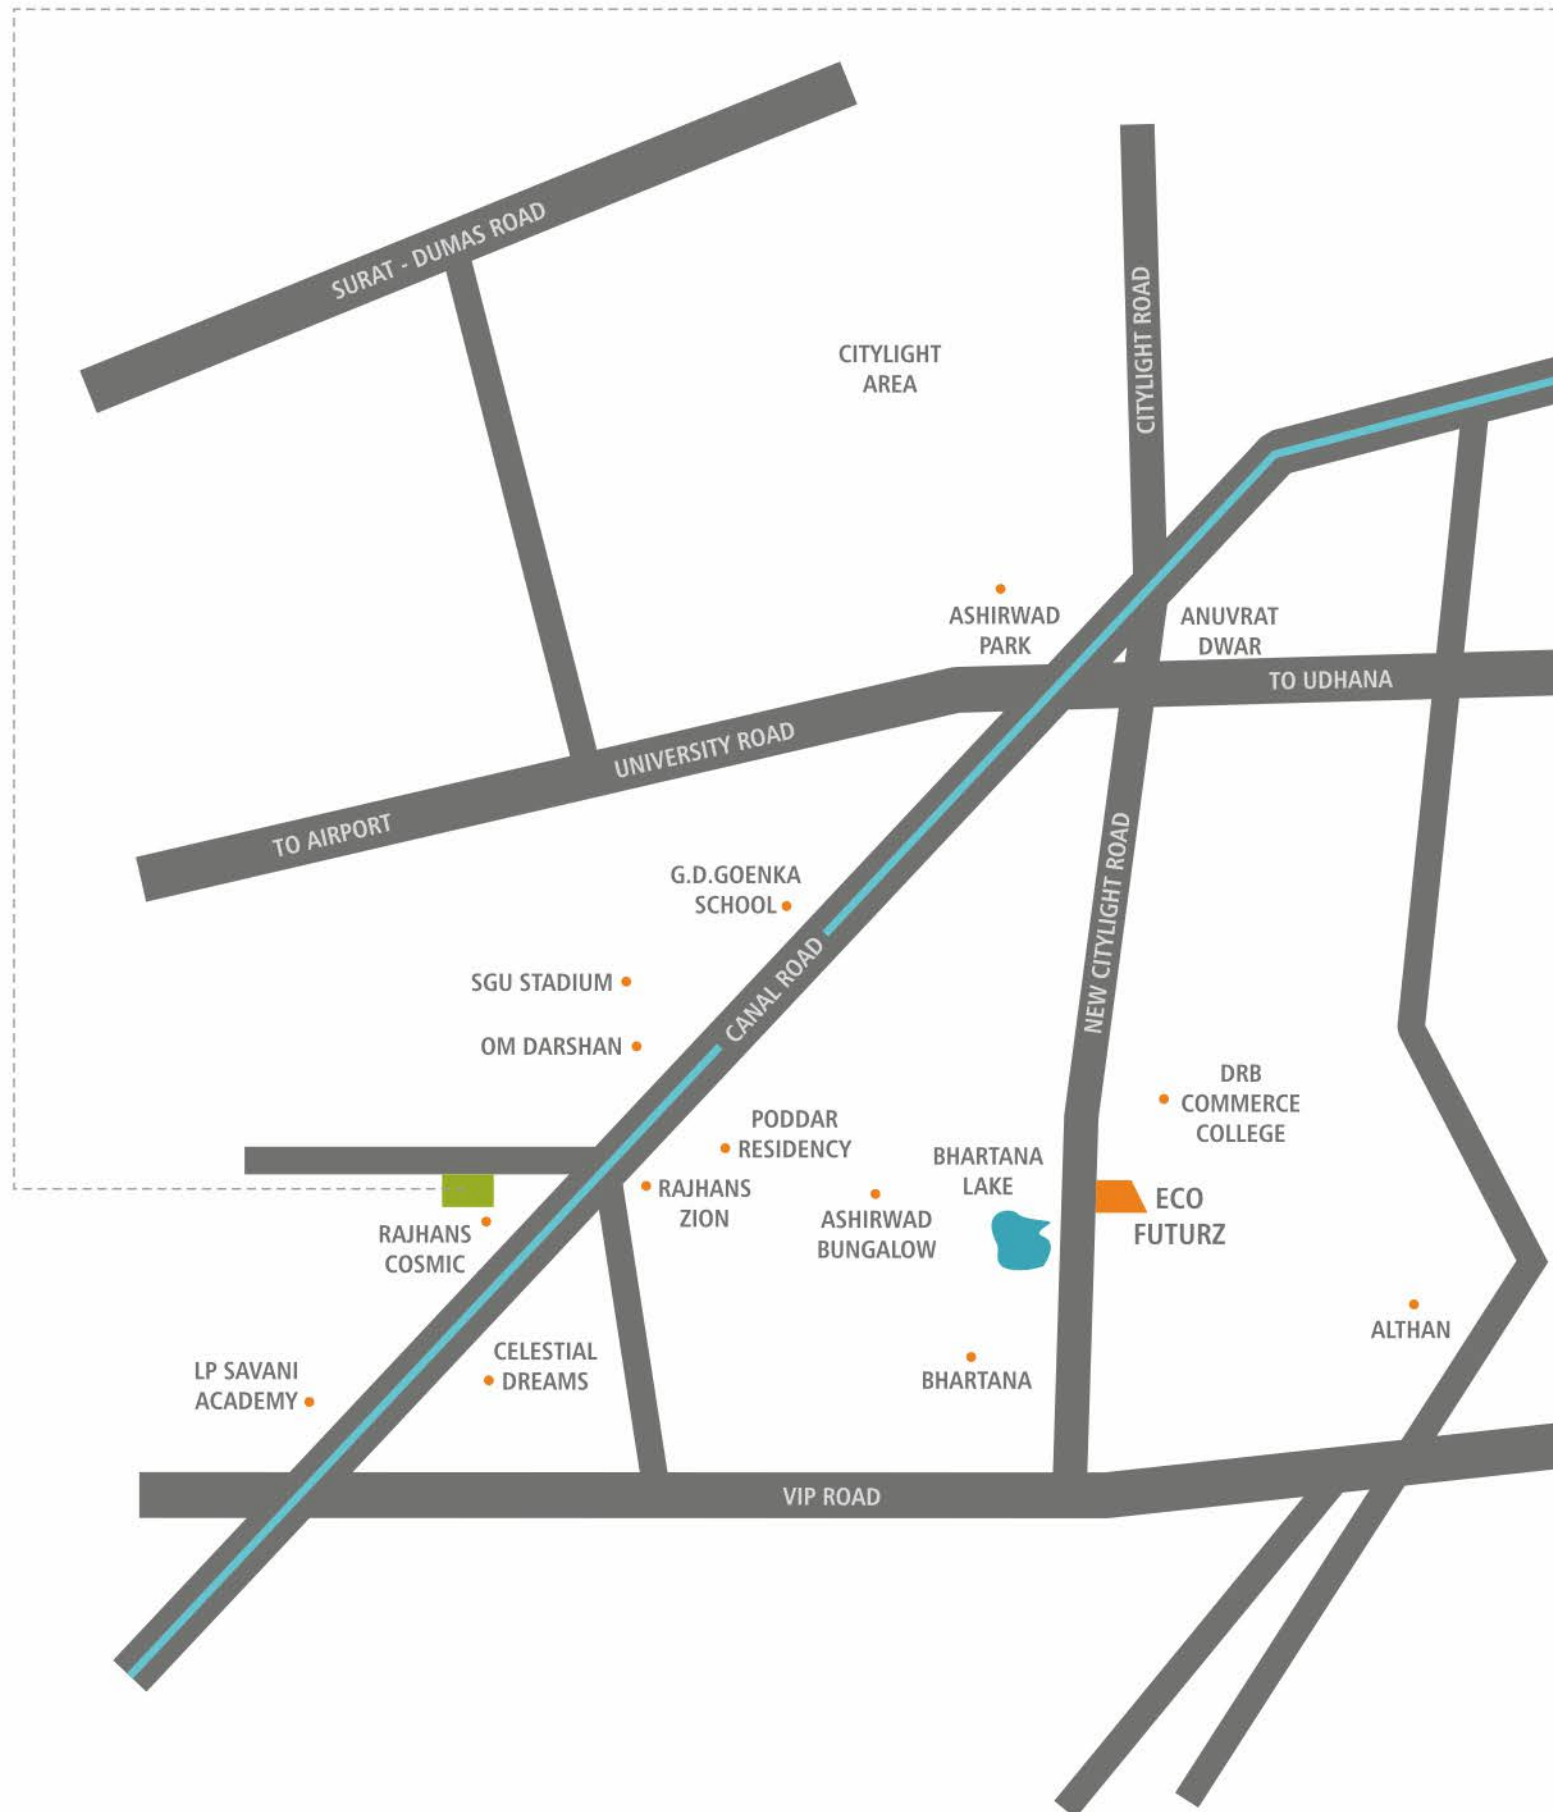 SURAT - DUMAS ROAD
CITYLIGHT ROAD
CITYLIGHT
AREA
ASHIRWAD
PARK
ANUVRAT
DWAR
TO UDHANA
UNIVERSITY ROAD
TO AIRPORT
G.D.GOENKA
SCHOOL
NEW CITYLIGHT ROAD
CANAL ROAD
SGU STADIUM
OM DARSHAN
DRB
COMMERCE
COLLEGE
PODDAR
RESIDENCY
BHARTANA
LAKE
RAJHANS
ZION
ASHIRWAD
BUNGALOW
ECO
FUTURZ
RAJHANS
COSMIC
ALTHAN
CELESTIAL
DREAMS
LP SAVANI
ACADEMY
BHARTANA
VIP ROAD